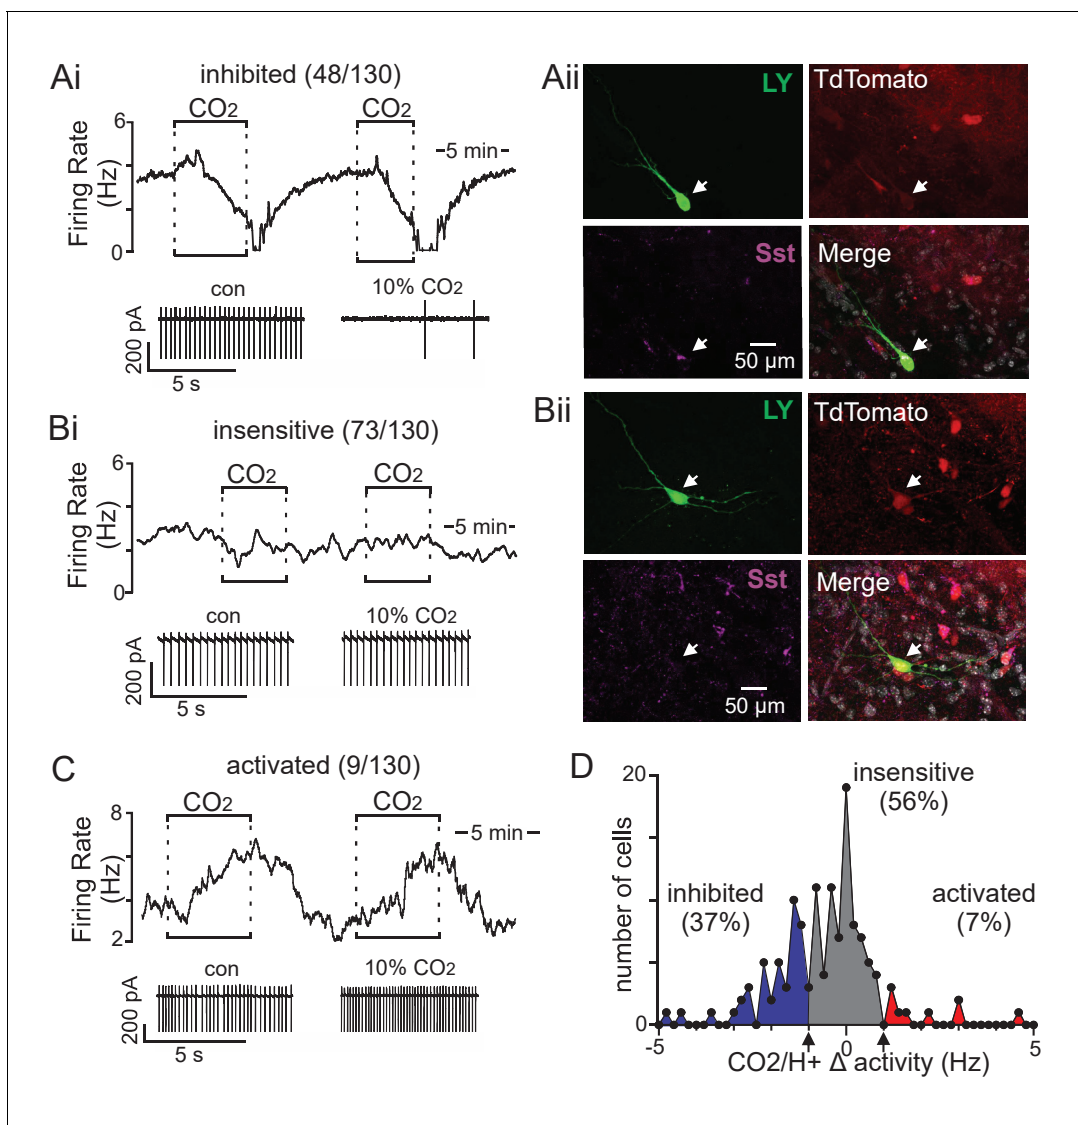 Ai
inhibited (48/130)
CO2
CO2
6
5 min
Firing Rate
(Hz)
0
con
10% CO2
200 pA
5 s
Aii
LY
TdTomato
Sst
Merge
50 µm
Bi
insensitive (73/130)
6
CO2
CO2
5 min
Firing Rate
(Hz)
0
con
10% CO2
200 pA
5 s
Bii
LY
TdTomato
Sst
Merge
50 µm
C
activated (9/130)
CO2
CO2
8
5 min
Firing Rate
(Hz)
2
con
10% CO2
200 pA
5 s
D
20
insensitive
(56%)
inhibited
(37%)
activated
(7%)
number of cells
0
-5
0
5
CO2/H+ Δ activity (Hz)